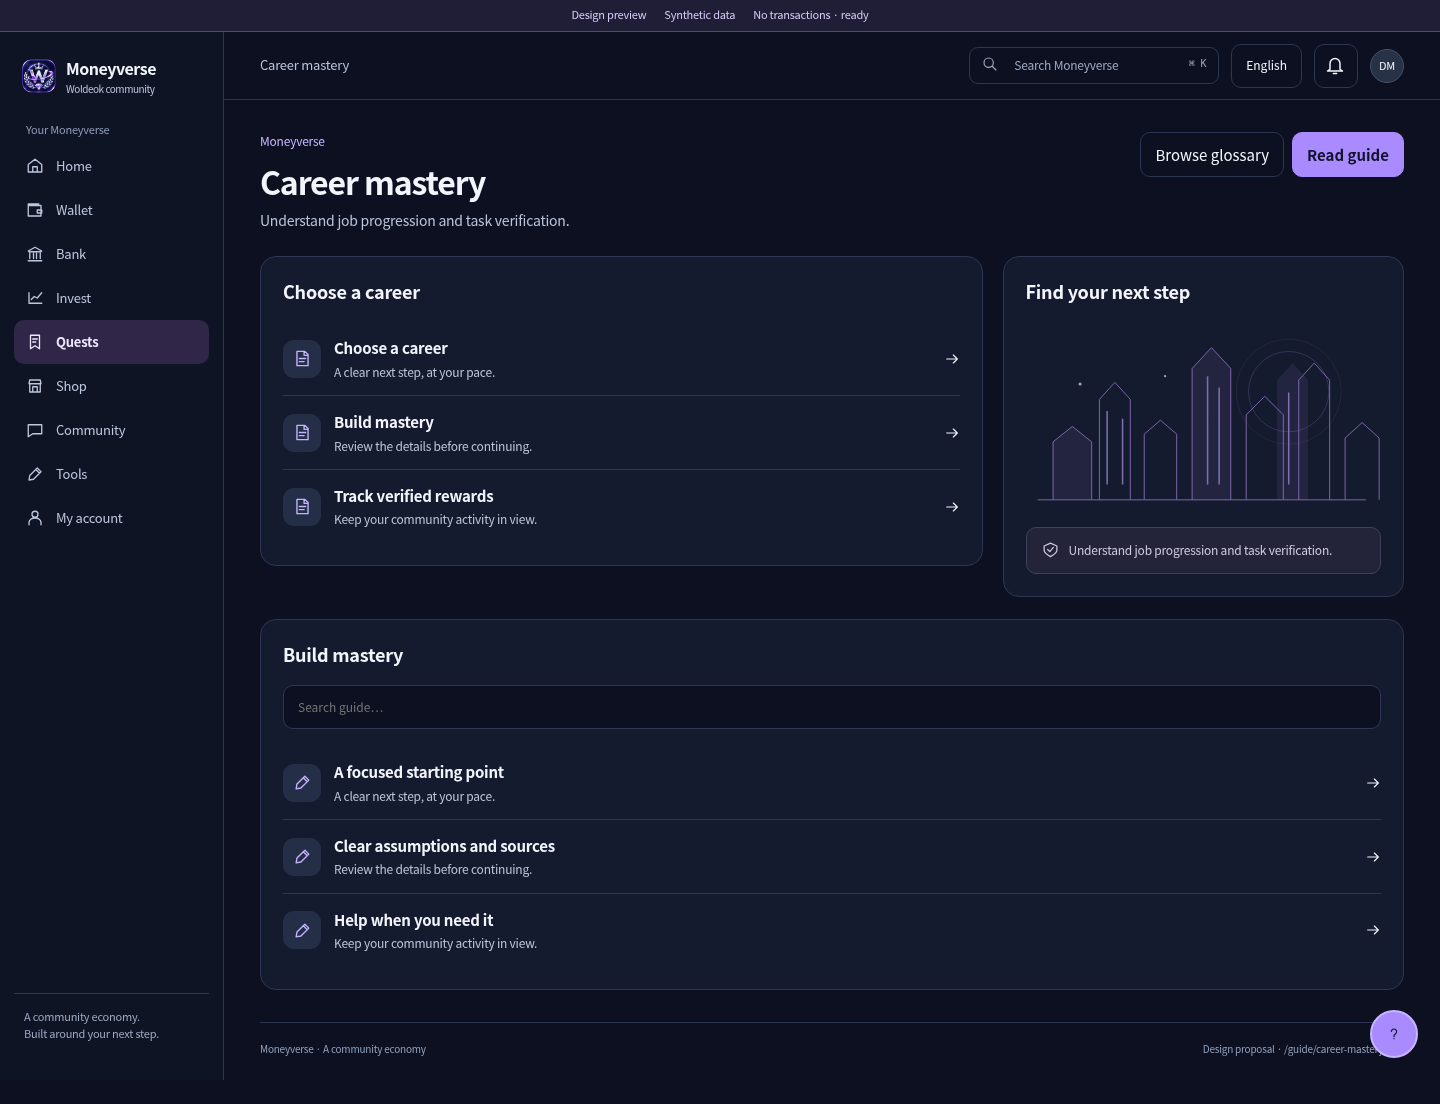 Design preview Synthetic data No transactions · ready
Moneyverse
Woldeok community
Your Moneyverse
Home
Wallet
Bank
Invest
Quests
Shop
Community
Tools
My account
A community economy.
Built around your next step.
Career mastery
Search Moneyverse ⌘ K
English
DM
Moneyverse
Career mastery
Understand job progression and task verification.
Browse glossary
Read guide
Choose a career
Choose a career
A clear next step, at your pace.
Build mastery
Review the details before continuing.
Track verified rewards
Keep your community activity in view.
Find your next step
Understand job progression and task verification.
Build mastery
Search guide…
A focused starting point
A clear next step, at your pace.
Clear assumptions and sources
Review the details before continuing.
Help when you need it
Keep your community activity in view.
Moneyverse · A community economy
Design proposal · /guide/career-mastery
?